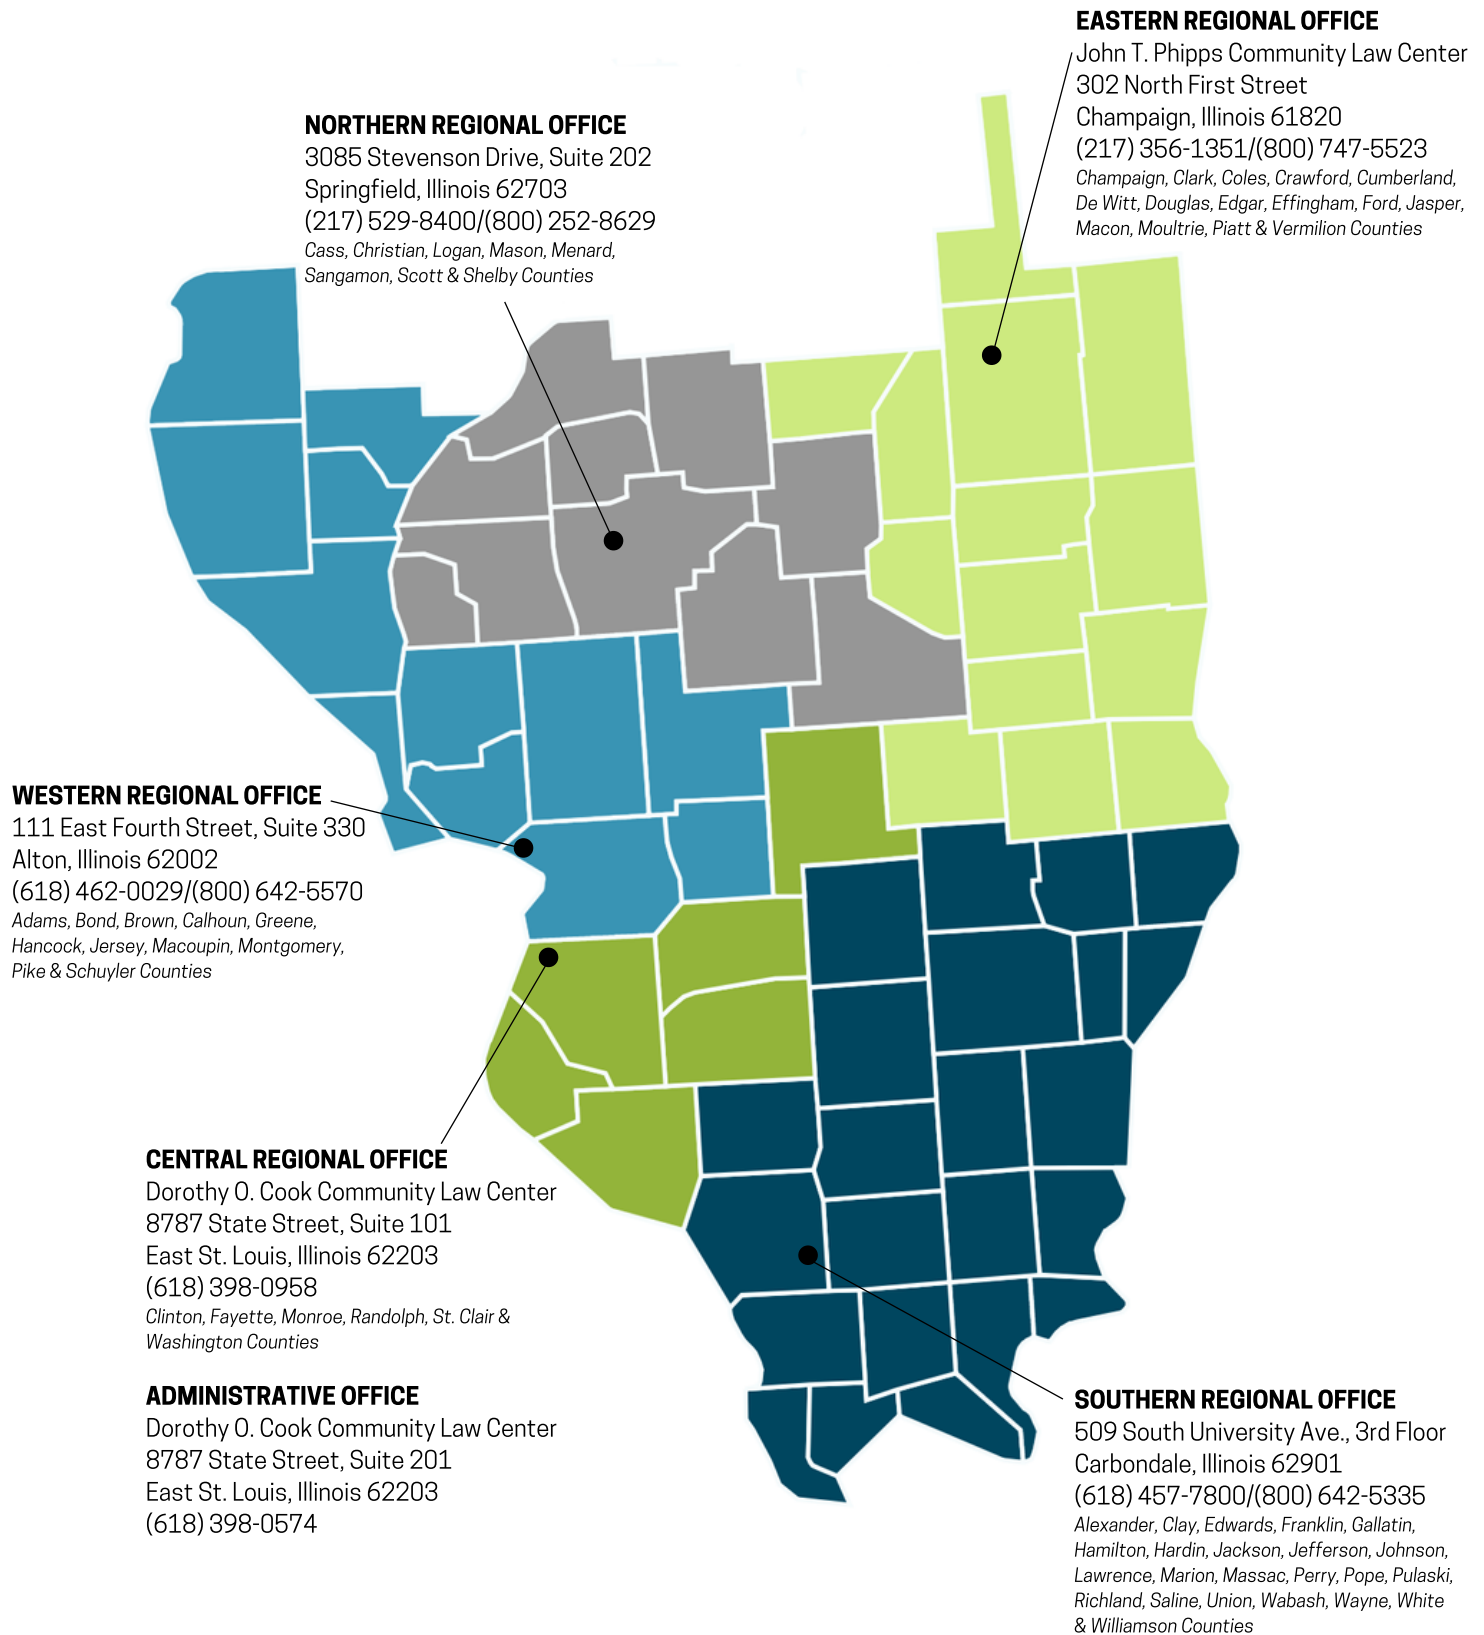 EASTERN REGIONAL OFFICE
John T. Phipps Community Law Center
302 North First Street
Champaign, Illinois 61820
(217) 356-1351/(800) 747-5523
Champaign, Clark, Coles, Crawford, Cumberland,
De Witt, Douglas, Edgar, Effingham, Ford, Jasper,
Macon, Moultrie, Piatt & Vermilion Counties
NORTHERN REGIONAL OFFICE
3085 Stevenson Drive, Suite 202
Springfield, Illinois 62703
(217) 529-8400/(800) 252-8629
Cass, Christian, Logan, Mason, Menard,
Sangamon, Scott & Shelby Counties
WESTERN REGIONAL OFFICE
111 East Fourth Street, Suite 330
Alton, Illinois 62002
(618) 462-0029/(800) 642-5570
Adams, Bond, Brown, Calhoun, Greene,
Hancock, Jersey, Macoupin, Montgomery,
Pike & Schuyler Counties
CENTRAL REGIONAL OFFICE
Dorothy O. Cook Community Law Center
8787 State Street, Suite 101
East St. Louis, Illinois 62203
(618) 398-0958
Clinton, Fayette, Monroe, Randolph, St. Clair &
Washington Counties
ADMINISTRATIVE OFFICE
Dorothy O. Cook Community Law Center
8787 State Street, Suite 201
East St. Louis, Illinois 62203
(618) 398-0574
SOUTHERN REGIONAL OFFICE
509 South University Ave., 3rd Floor
Carbondale, Illinois 62901
(618) 457-7800/(800) 642-5335
Alexander, Clay, Edwards, Franklin, Gallatin,
Hamilton, Hardin, Jackson, Jefferson, Johnson,
Lawrence, Marion, Massac, Perry, Pope, Pulaski,
Richland, Saline, Union, Wabash, Wayne, White
& Williamson Counties